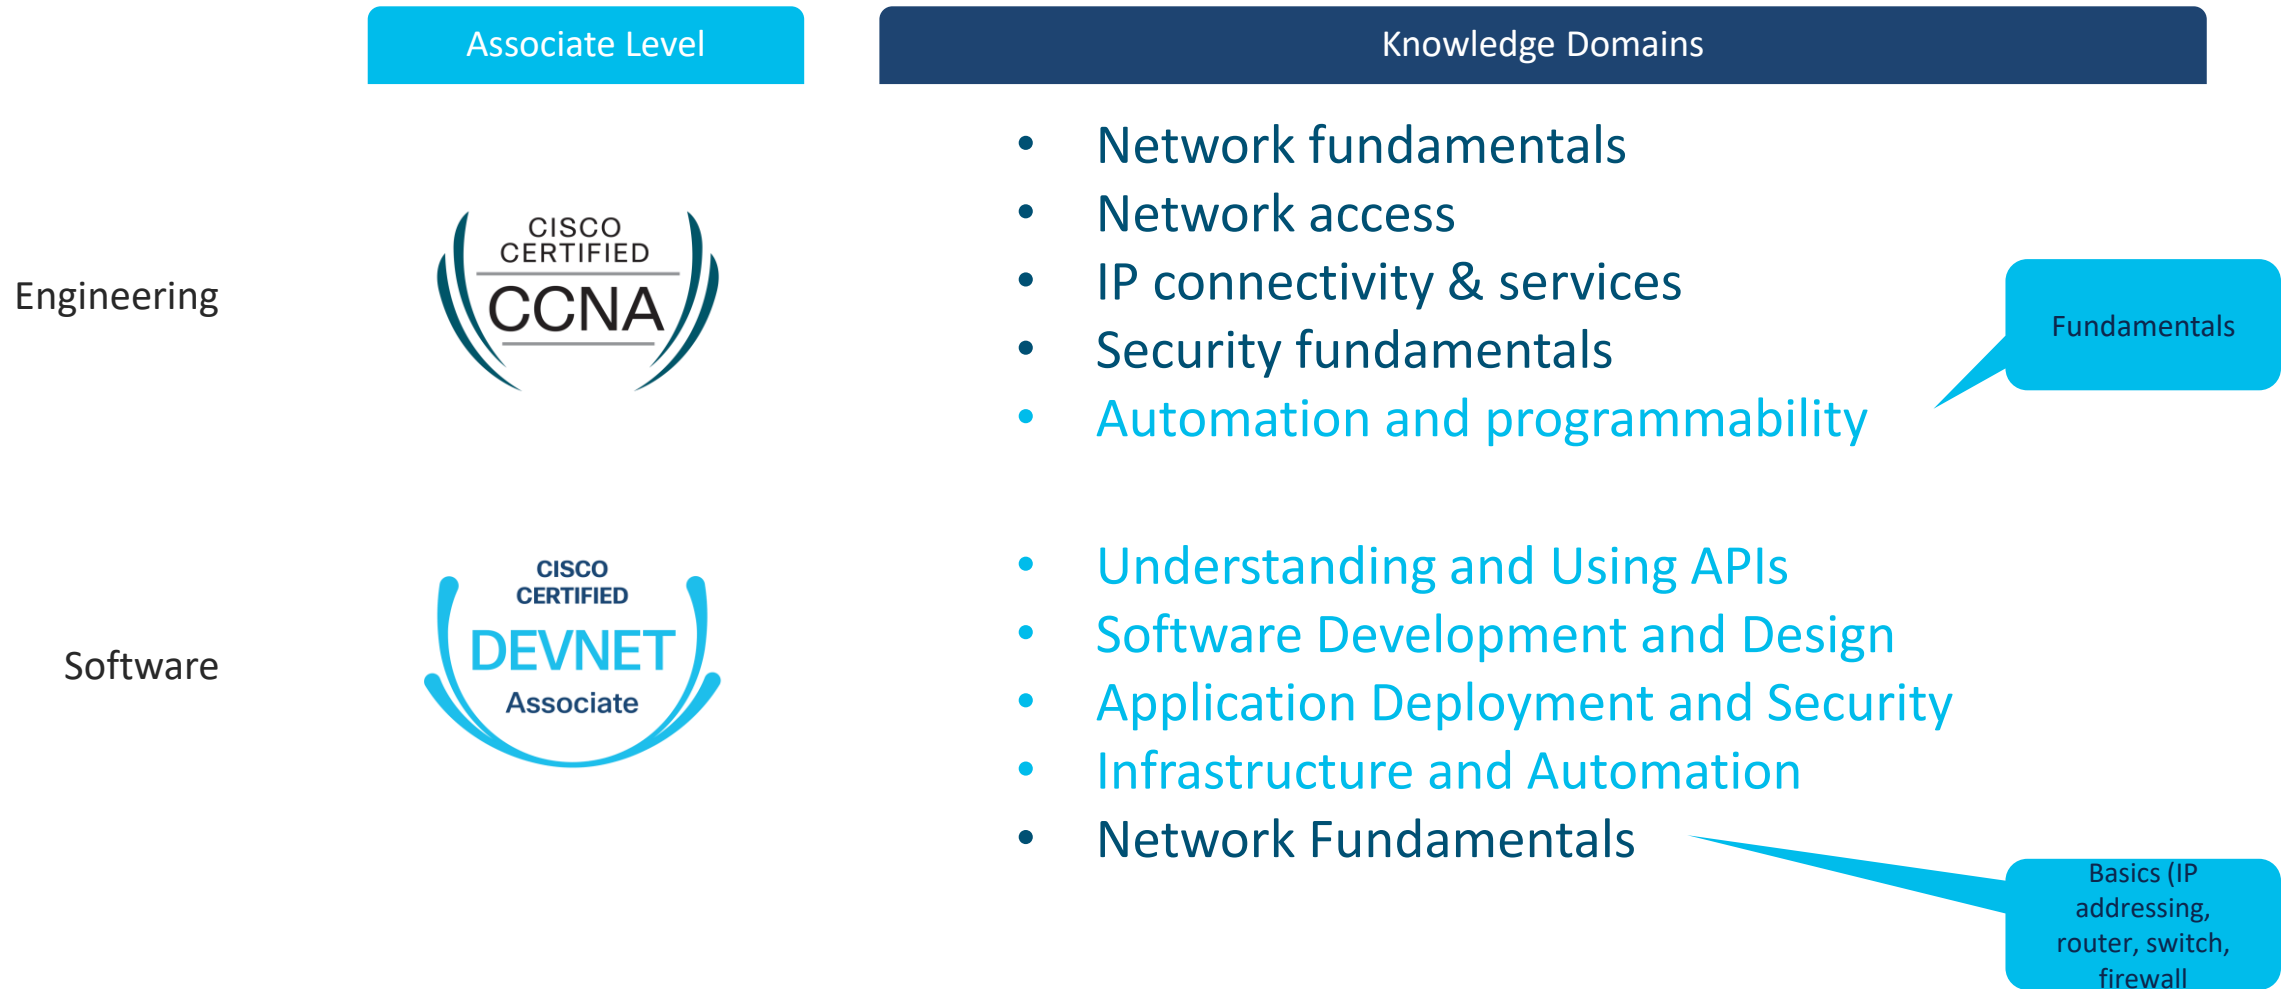 Associate Level
Knowledge Domains
Engineering
CISCO
CERTIFIED
CCNA
• Network fundamentals
• Network access
• IP connectivity & services
• Security fundamentals
• Automation and programmability
Fundamentals
Software
CISCO
CERTIFIED
DEVNET
Associate
• Understanding and Using APIs
• Software Development and Design
• Application Deployment and Security
• Infrastructure and Automation
• Network Fundamentals
Basics (IP
addressing,
router, switch,
firewall